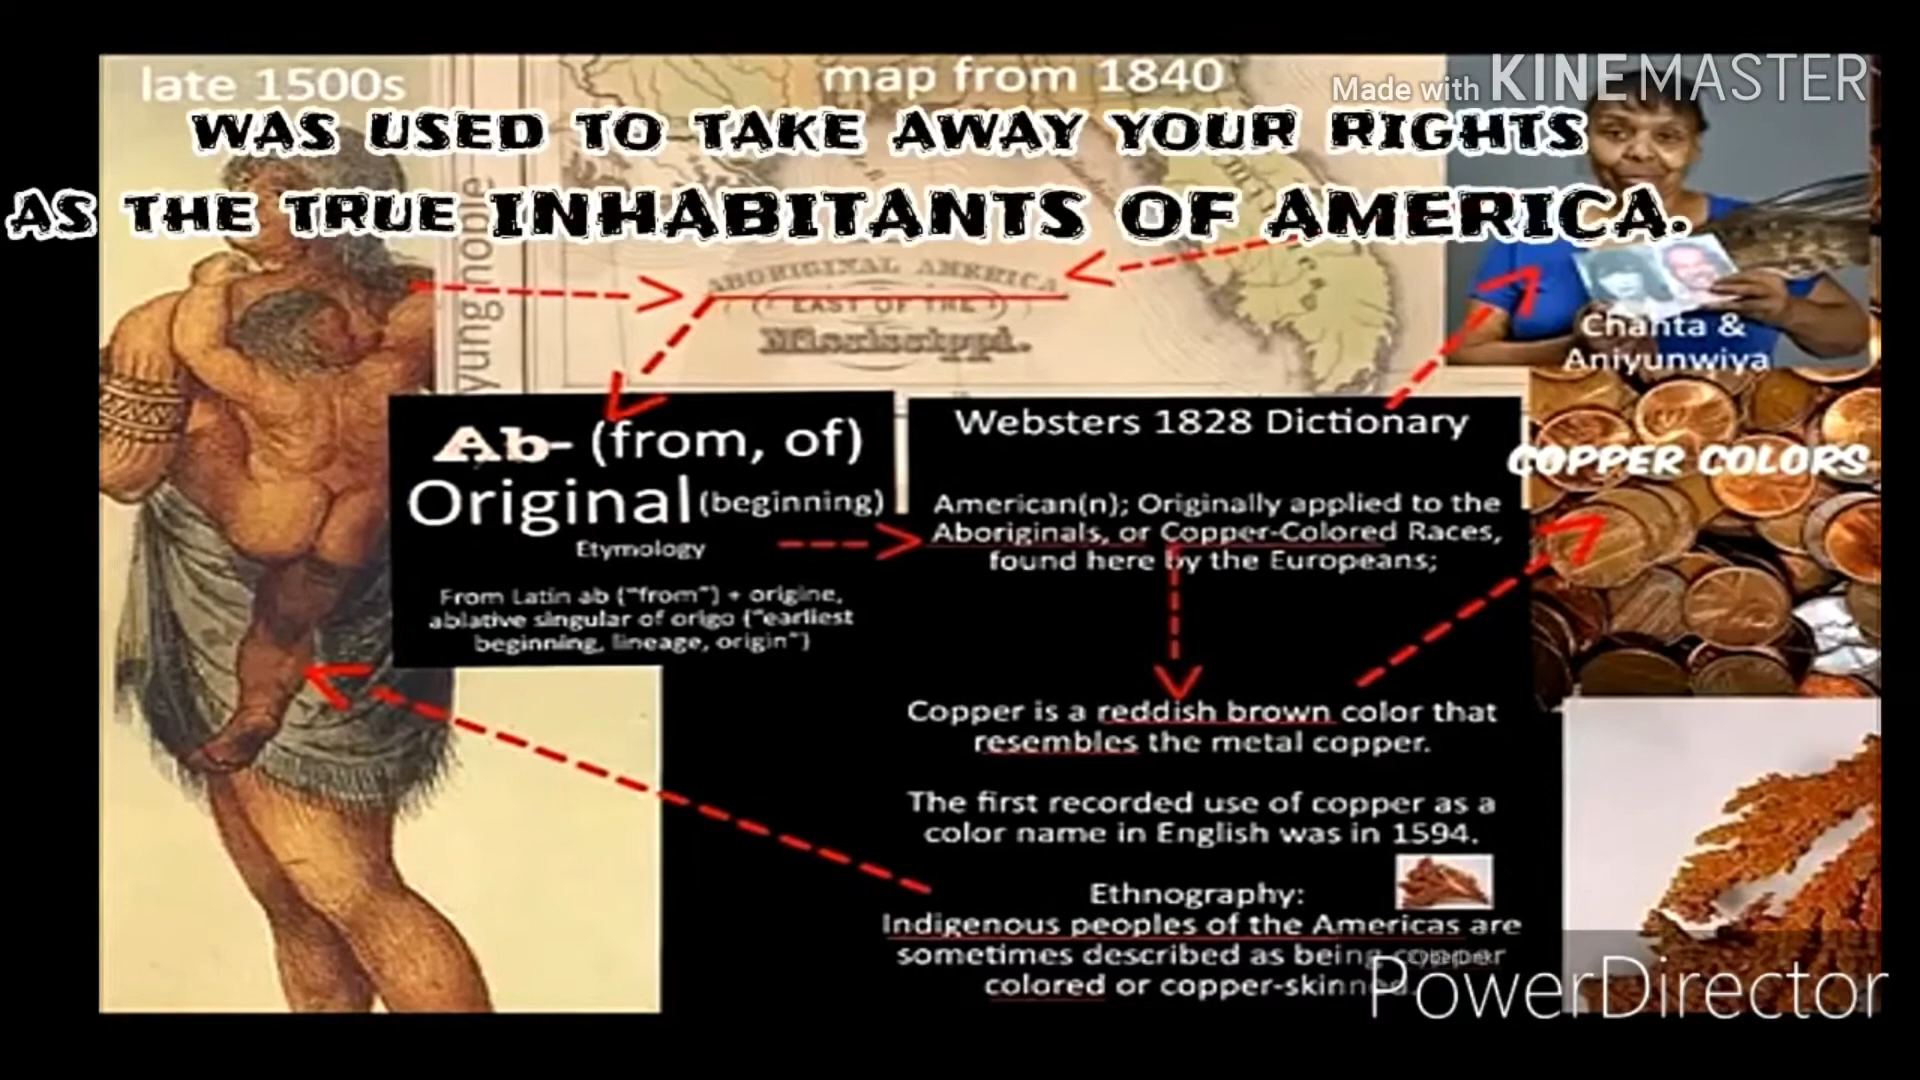 late 1500s
map from 1840
Made with KINEMASTER
WAS USED TO TAKE AWAY YOUR RIGHTS
AS THE TRUE INHABITANTS OF AMERICA.
yung noble
ABORIGINAL AMERICA
EAST OF THE
Mississippi.
Chahta &
Aniyunwiya
Ab- (from, of)
Original (beginning)
Etymology
From Latin ab ("from") + origine,
ablative singular of origo ("earliest
beginning, lineage, origin")
Websters 1828 Dictionary
American(n); Originally applied to the
Aboriginals, or Copper-Colored Races,
found here by the Europeans;
COPPER COLORS
Copper is a reddish brown color that
resembles the metal copper.
The first recorded use of copper as a
color name in English was in 1594.
Ethnography:
Indigenous peoples of the Americas are
sometimes described as being copper
colored or copper-skinned.
PowerDirector